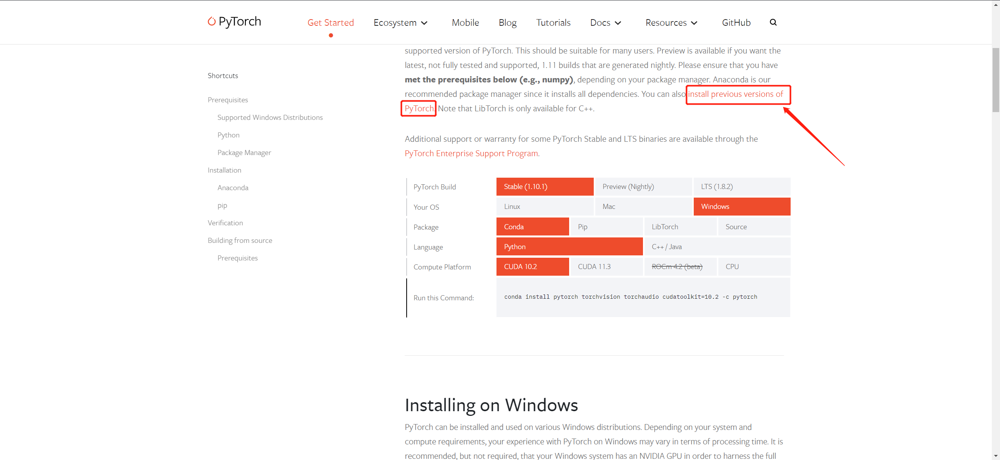 PyTorch
Get Started
Ecosystem
Mobile
Blog
Tutorials
Docs
Resources
GitHub
Shortcuts
Prerequisites
Supported Windows Distributions
Python
Package Manager
Installation
Anaconda
pip
Verification
Building from source
Prerequisites
supported version of PyTorch. This should be suitable for many users. Preview is available if you want the
latest, not fully tested and supported, 1.11 builds that are generated nightly. Please ensure that you have
met the prerequisites below (e.g., numpy), depending on your package manager. Anaconda is our
recommended package manager since it installs all dependencies. You can also install previous versions of
PyTorch. Note that LibTorch is only available for C++.
Additional support or warranty for some PyTorch Stable and LTS binaries are available through the
PyTorch Enterprise Support Program.
PyTorch Build
Stable (1.10.1)
Preview (Nightly)
LTS (1.8.2)
Your OS
Linux
Mac
Windows
Package
Conda
Pip
LibTorch
Source
Language
Python
C++ / Java
Compute Platform
CUDA 10.2
CUDA 11.3
ROCm 4.2 (beta)
CPU
Run this Command:
conda install pytorch torchvision torchaudio cudatoolkit=10.2 -c pytorch
Installing on Windows
PyTorch can be installed and used on various Windows distributions. Depending on your system and
compute requirements, your experience with PyTorch on Windows may vary in terms of processing time. It is
recommended, but not required, that your Windows system has an NVIDIA GPU in order to harness the full